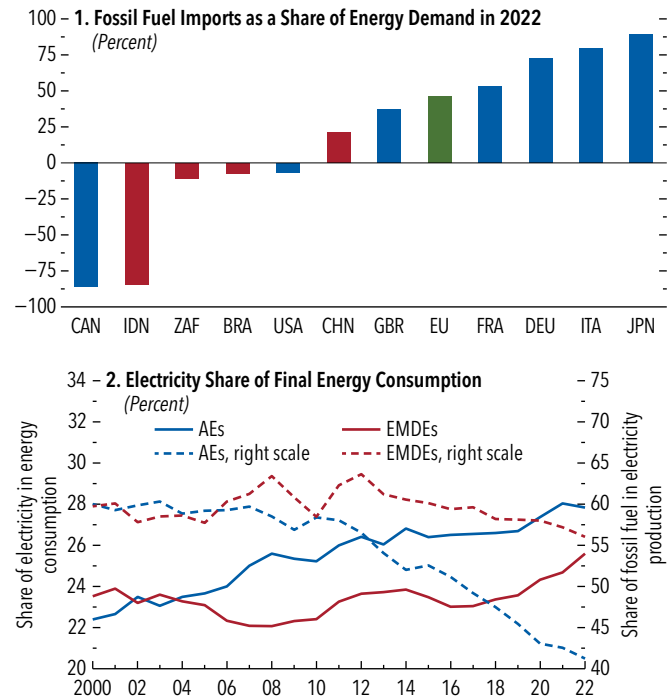 1. Fossil Fuel Imports as a Share of Energy Demand in 2022
(Percent)
100
75
50
25
0
−25
−50
−75
−100
CAN IDN ZAF BRA USA CHN GBR EU FRA DEU ITA JPN
2. Electricity Share of Final Energy Consumption
(Percent)
AEs
EMDEs
AEs, right scale
EMDEs, right scale
Share of electricity in energy
consumption
34
32
30
28
26
24
22
20
75
70
65
60
55
50
45
40
Share of fossil fuel in electricity
production
2000 02 04 06 08 10 12 14 16 18 20 22